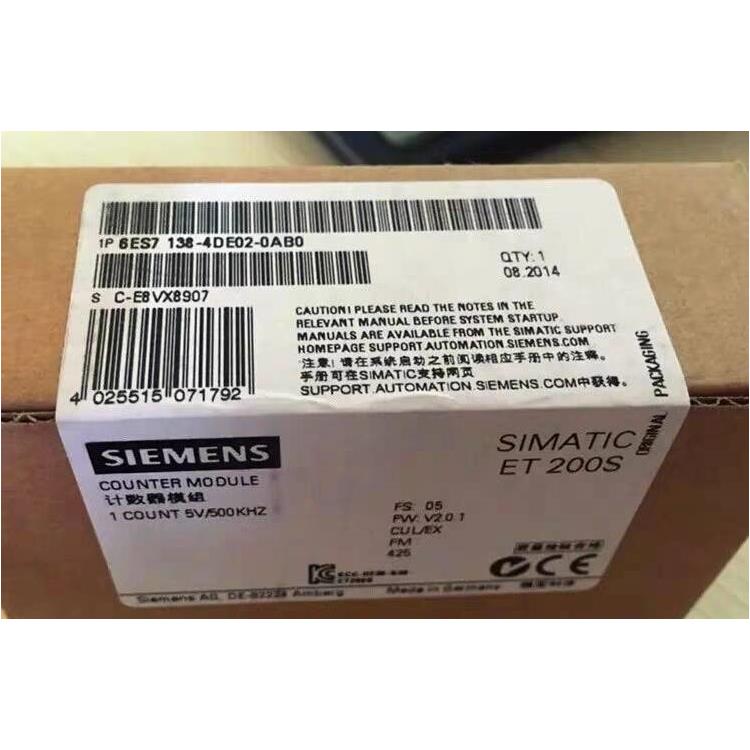 1P 6ES7 138-4DE02-0AB0
QTY: 1
08.2014
S C-E8VX8907
CAUTION! PLEASE READ THE NOTES IN THE
RELEVANT MANUAL BEFORE SYSTEM STARTUP.
MANUALS ARE AVAILABLE FROM THE SIMATIC SUPPORT
HOMEPAGE SUPPORT.AUTOMATION.SIEMENS.COM
注意！请在系统启动之前阅读相应手册中的注释。
手册可在SIMATIC支持网页
SUPPORT.AUTOMATION.SIEMENS.COM中获得。
4 025515 071792
ORIGINAL PACKAGING
SIEMENS
SIMATIC
ET 200S
COUNTER MODULE
计数器模组
1 COUNT 5V/500KHZ
FS: 05
FW: V2.0.1
CUL/EX
FM
425
CE
Siemens AG, DE-92224 Amberg
Made in Germany